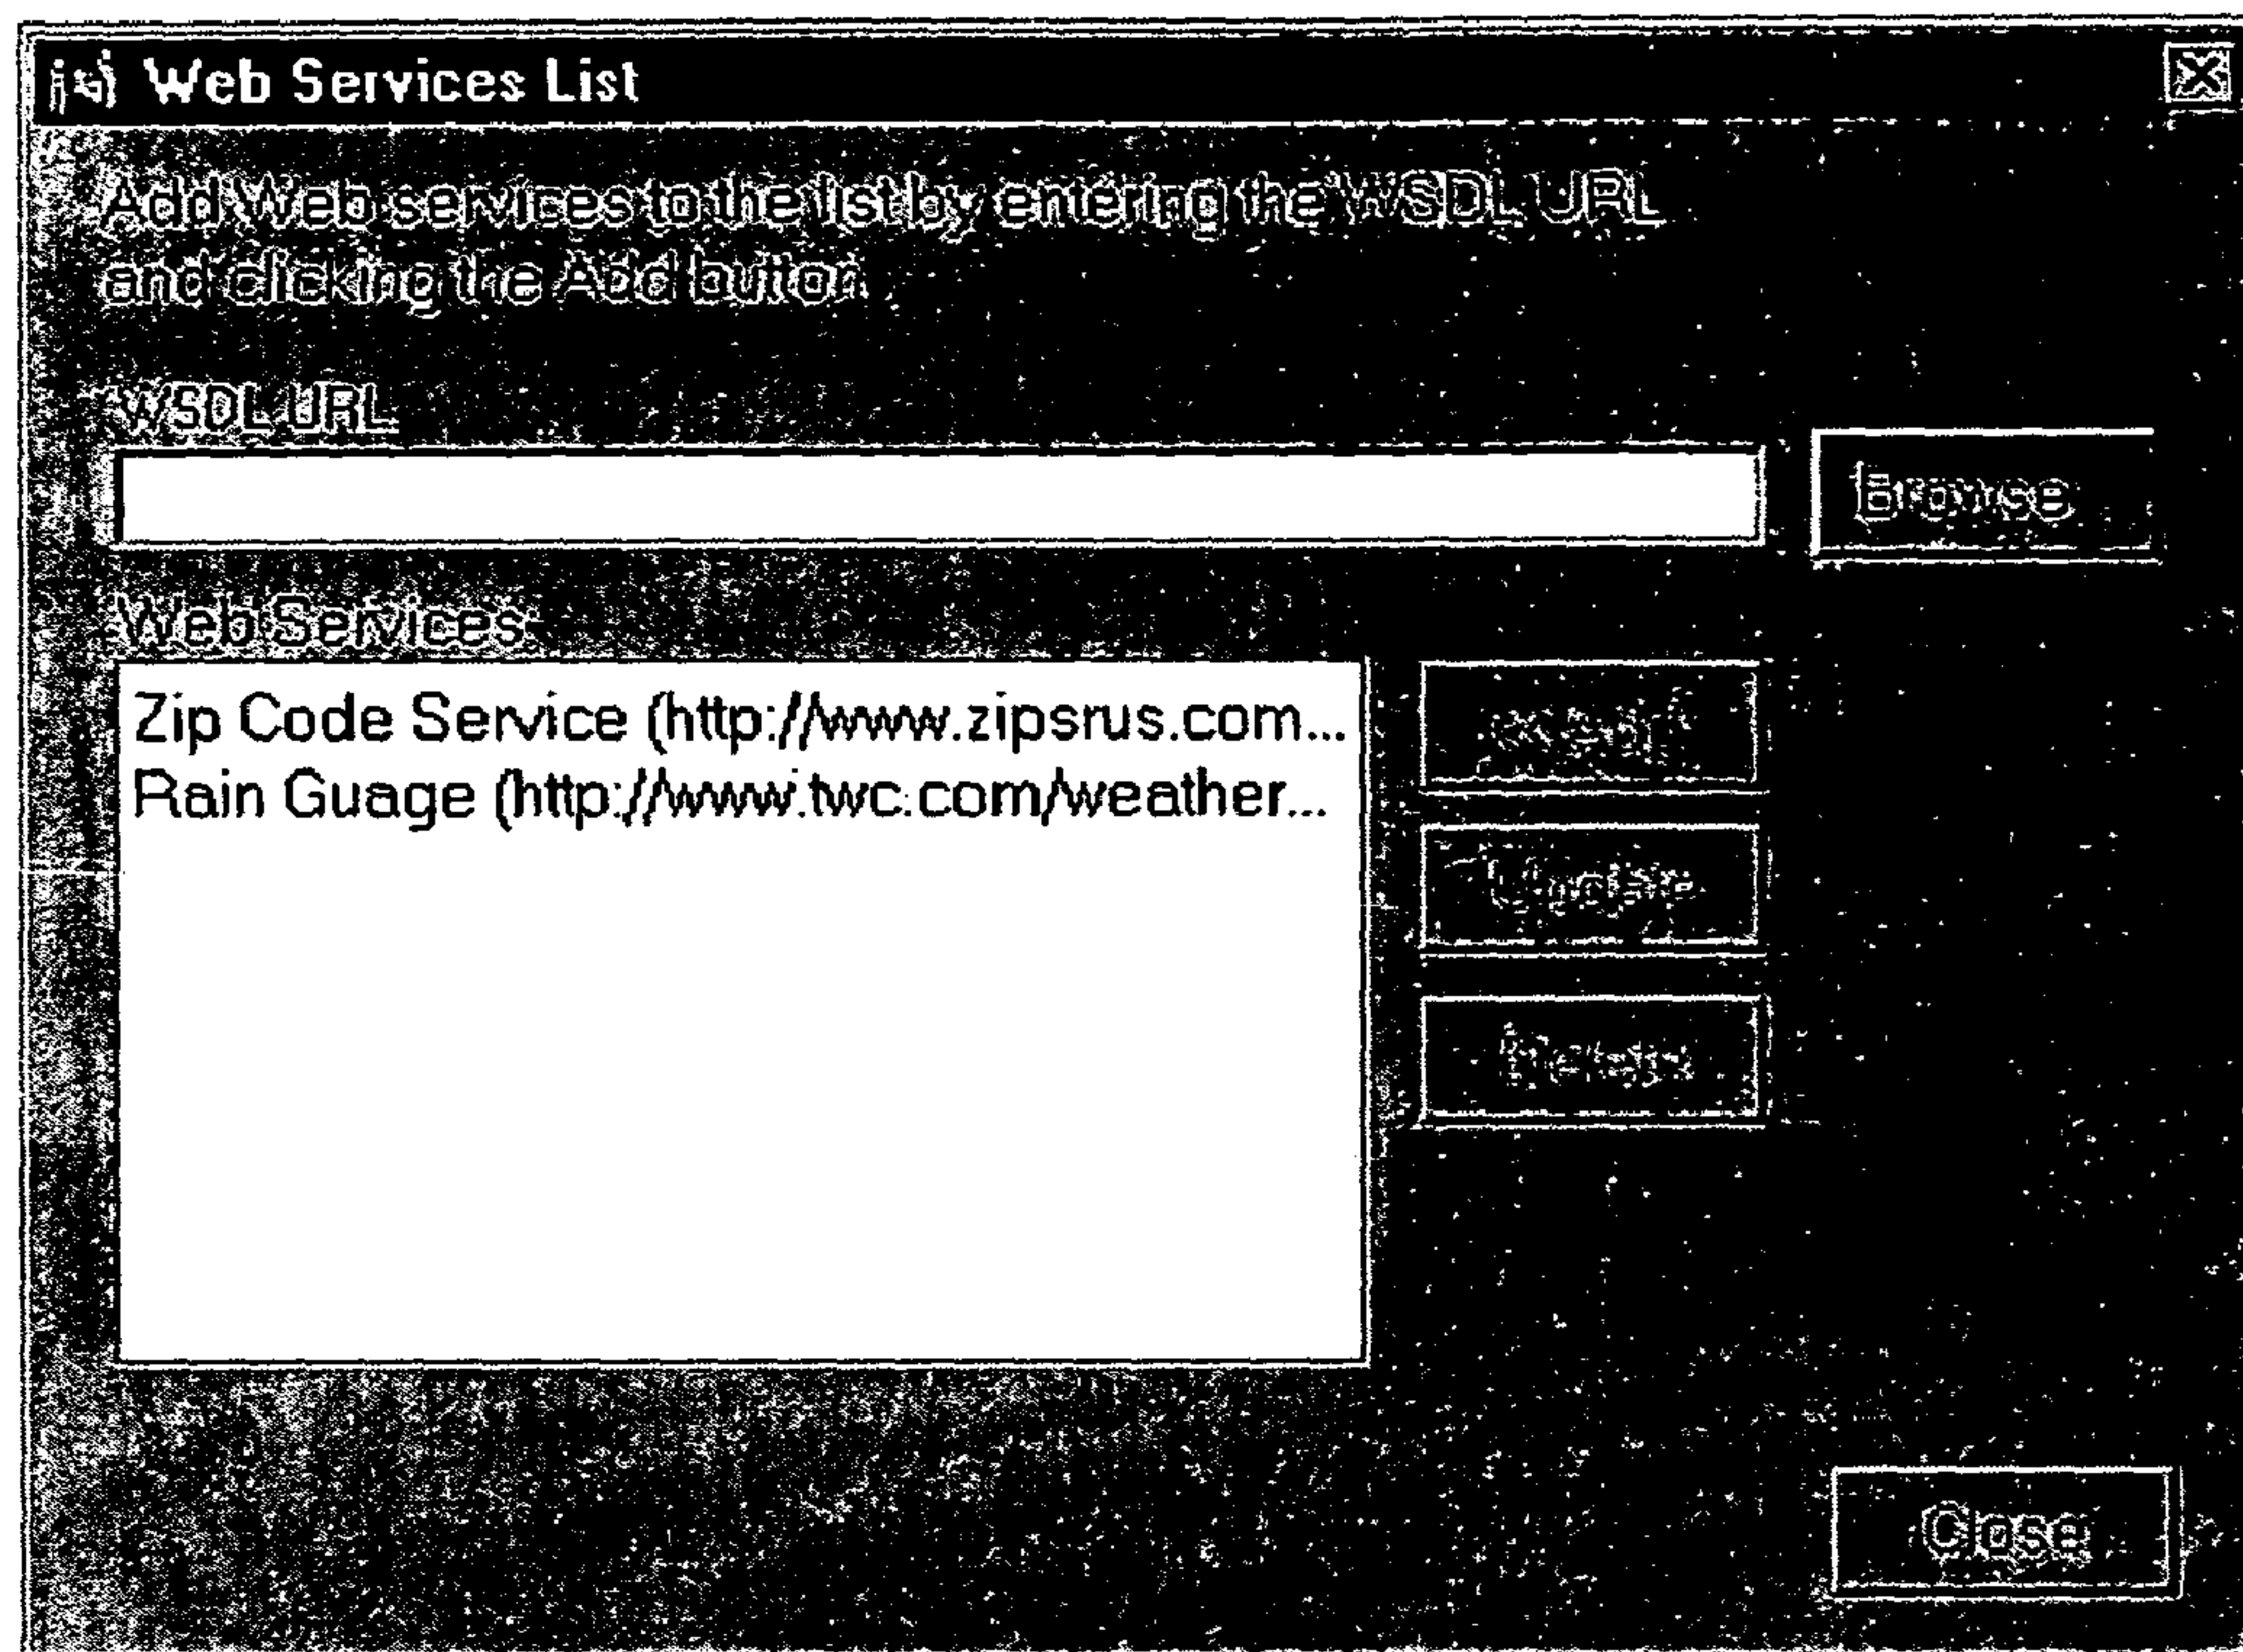 Web Services List
Add Web services to the list by entering the WSDL URL
and clicking the Add button
WSDL URL
Browse
Web Services
Zip Code Service (http://www.zipsrus.com...
Rain Guage (http://www.twc.com/weather...
Update
Close